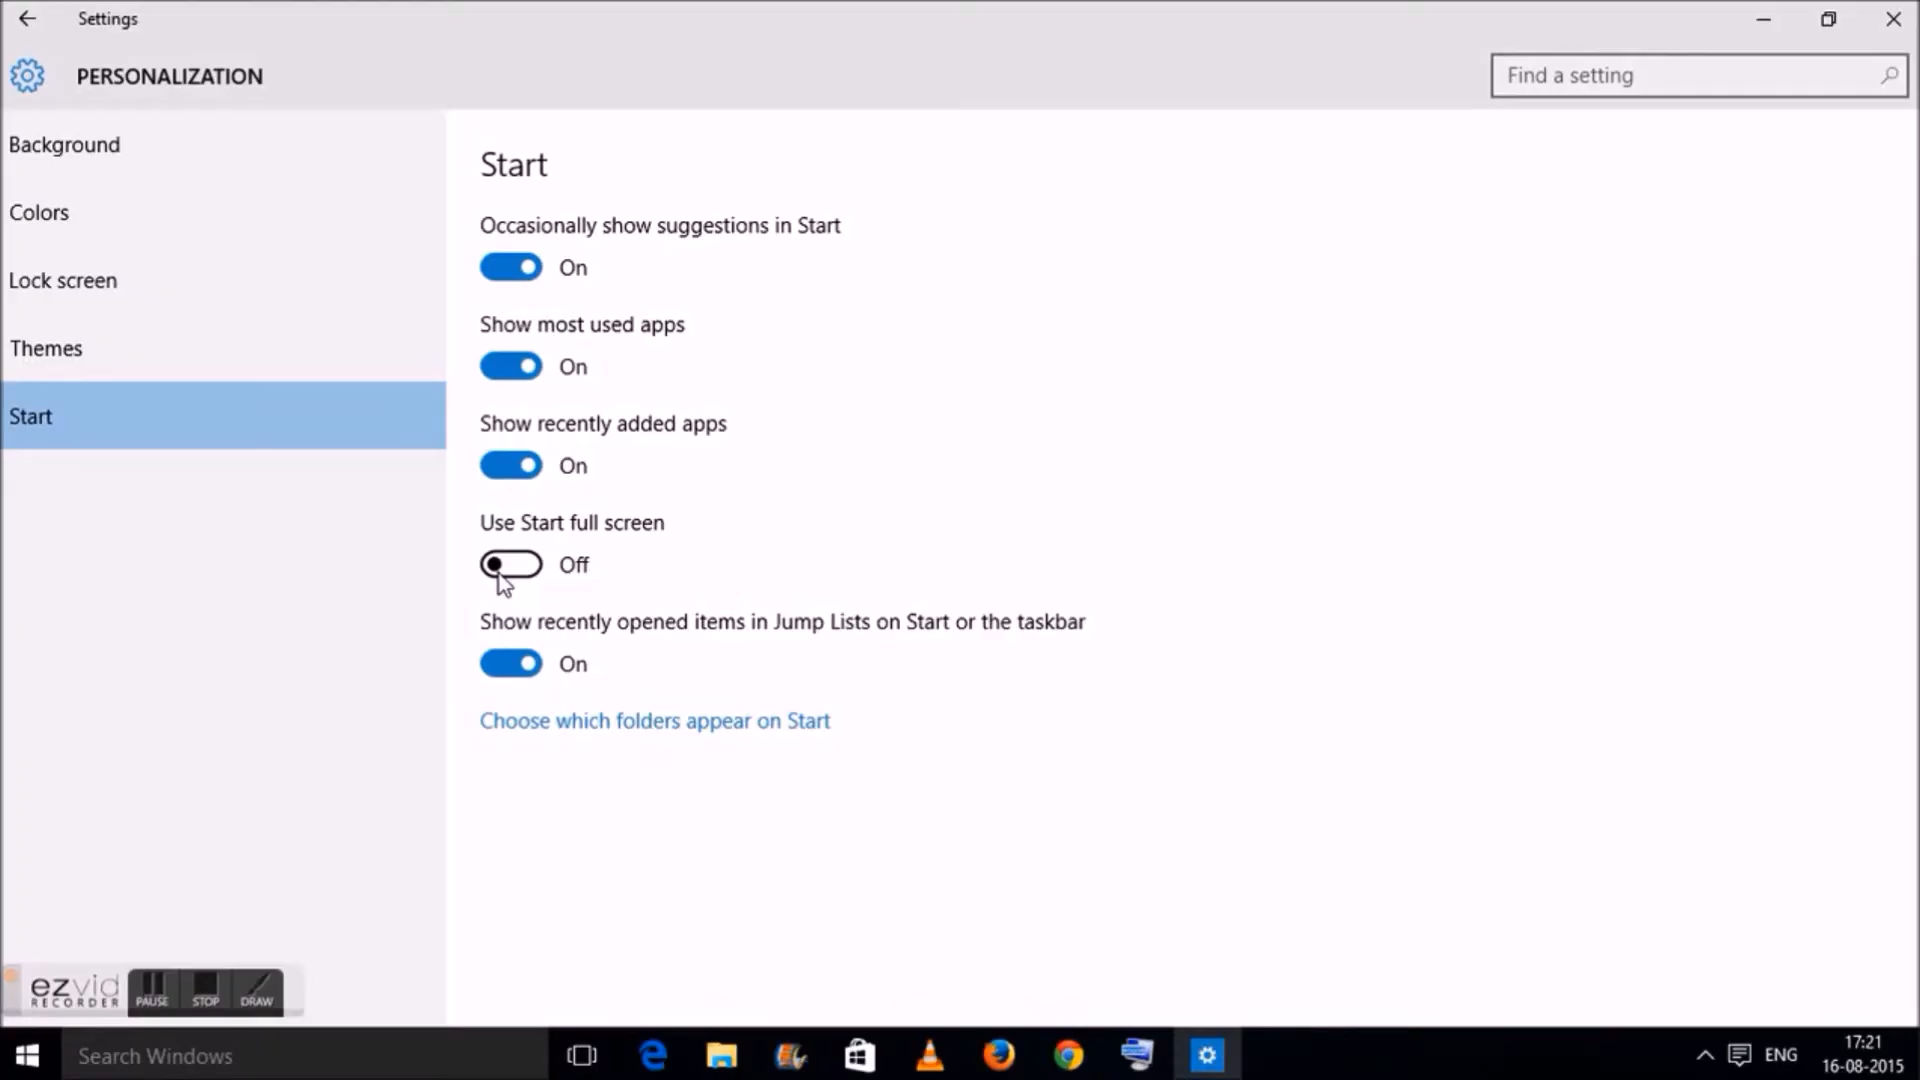 Settings
PERSONALIZATION
Find a setting
Background
Colors
Lock screen
Themes
Start
Start
Occasionally show suggestions in Start
On
Show most used apps
On
Show recently added apps
On
Use Start full screen
Off
Show recently opened items in Jump Lists on Start or the taskbar
On
Choose which folders appear on Start
ezvid
RECORDER
PAUSE
STOP
DRAW
Search Windows
ENG
17:21
16-08-2015